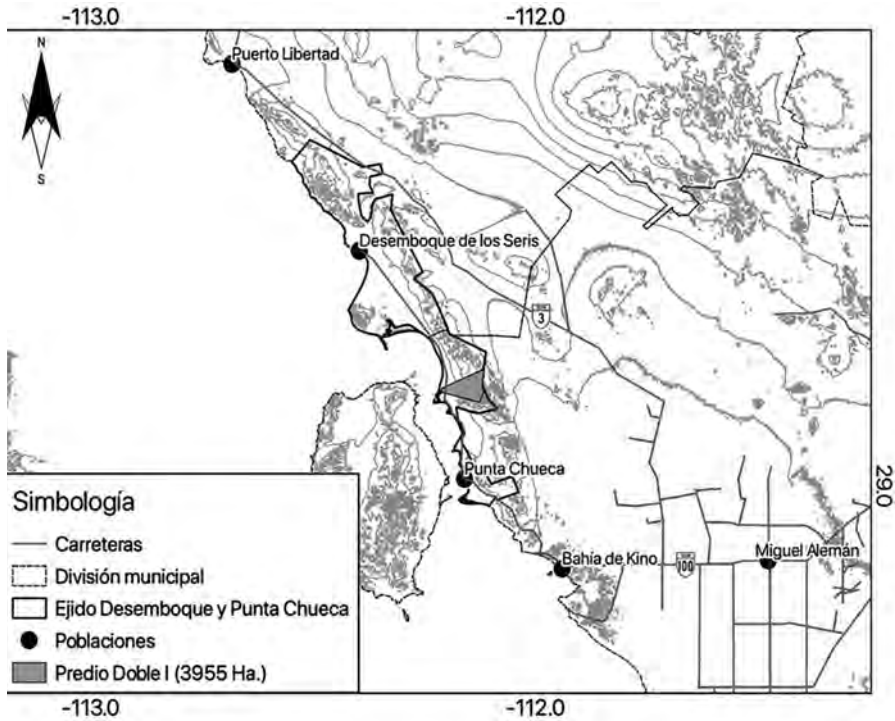 -113.0
-112.0
N
S
Puerto Libertad
Desemboque de los Seris
3
Punta Chueca
29.0
Bahía de Kino
100
Miguel Alemán
Simbología
Carreteras
División municipal
Ejido Desemboque y Punta Chueca
Poblaciones
Predio Doble I (3955 Ha.)
-113.0
-112.0